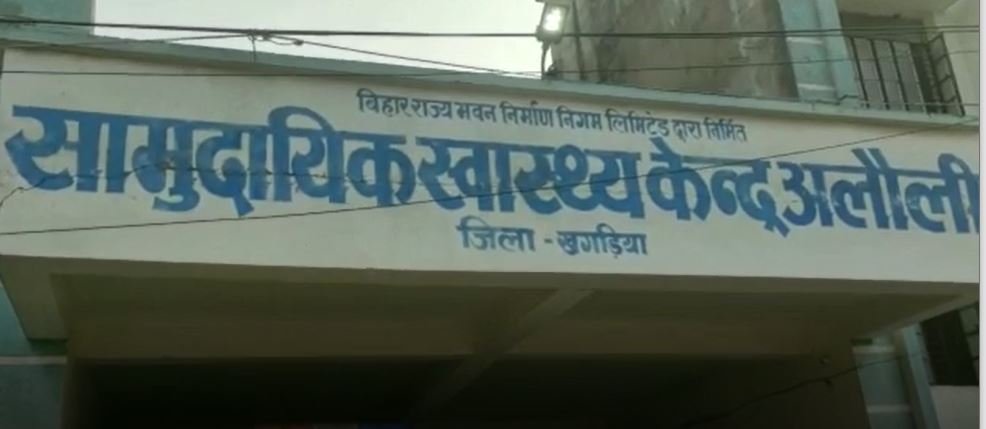 बिहार राज्य भवन निर्माण निगम लिमिटेड द्वारा निर्मित
सामुदायिक स्वास्थ्य केन्द्र अलौली
जिला - खगड़िया